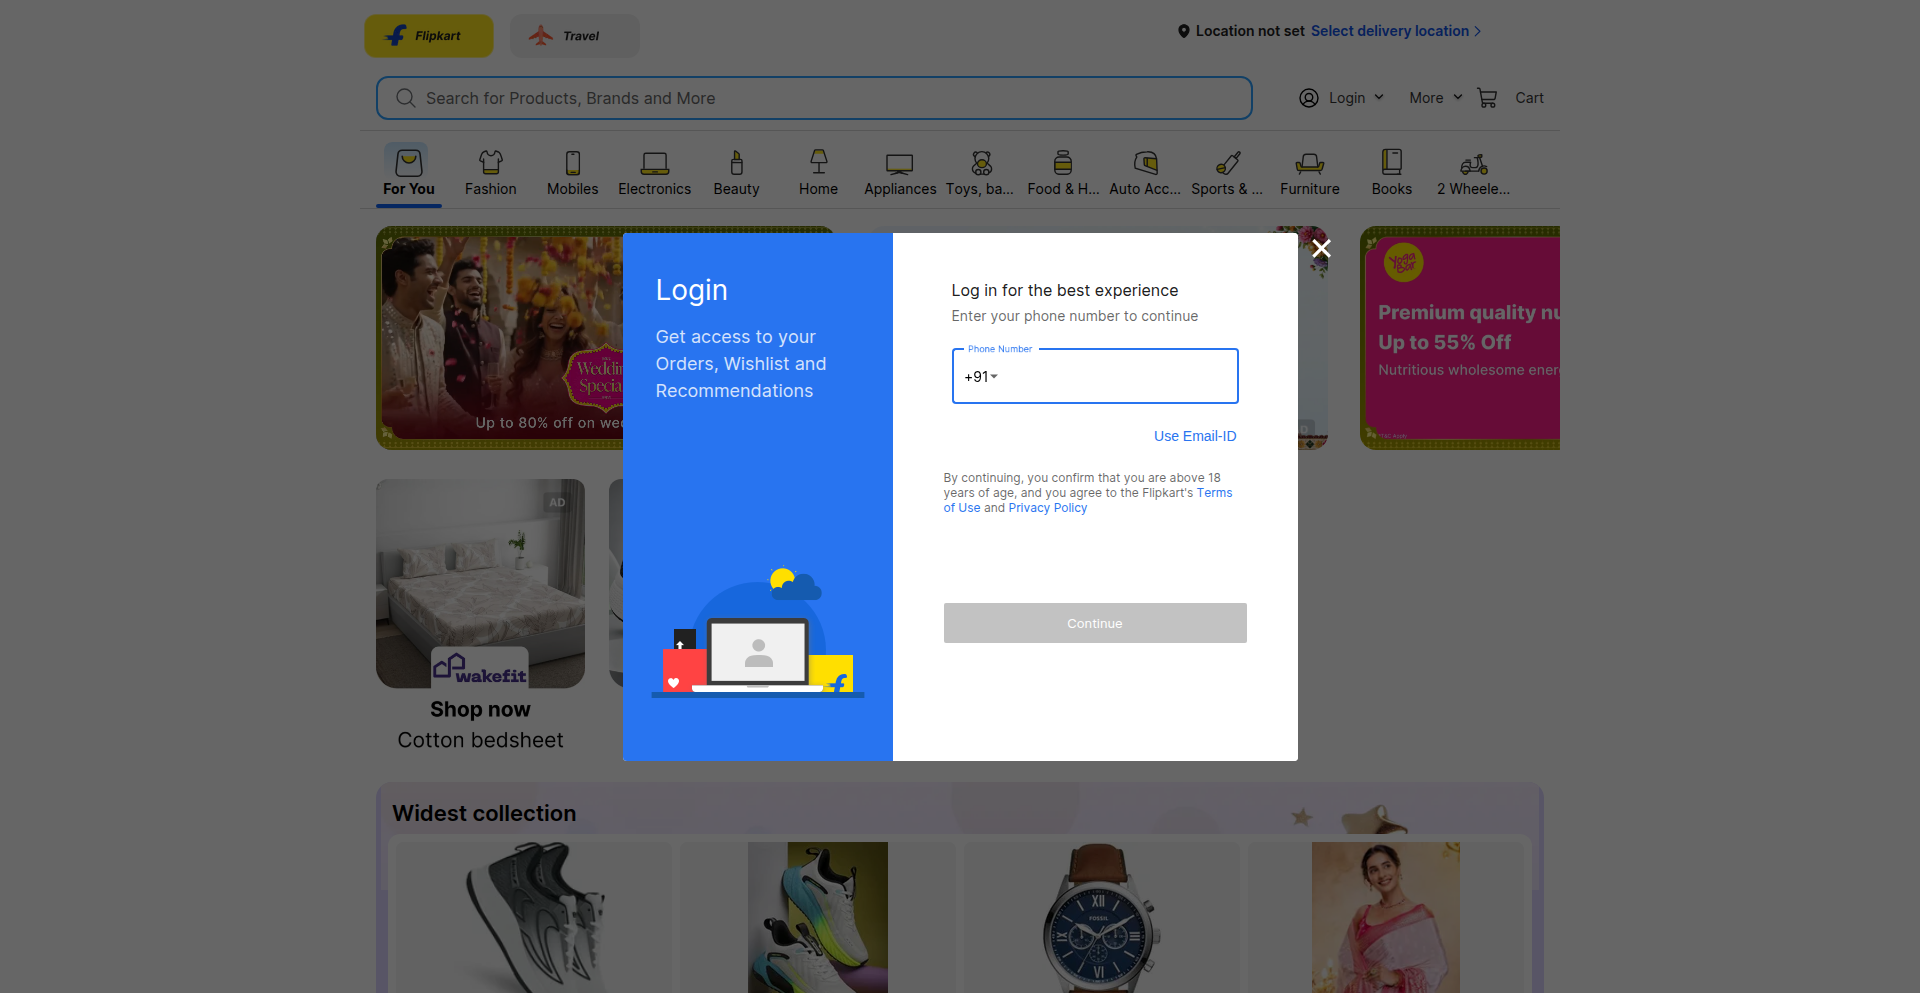 Flipkart
Travel
Location not set Select delivery location
Search for Products, Brands and More
Login
More
Cart
For You
Fashion
Mobiles
Electronics
Beauty
Home
Appliances
Toys, ba...
Food & H...
Auto Acc...
Sports & ...
Furniture
Books
2 Wheele...
Up to 80% off on wed
Yoga Bar
Premium quality nu
Up to 55% Off
Nutritious wholesome ener
Login
Get access to your
Orders, Wishlist and
Recommendations
Log in for the best experience
Enter your phone number to continue
Phone Number
+91
Use Email-ID
By continuing, you confirm that you are above 18
years of age, and you agree to the Flipkart's Terms
of Use and Privacy Policy
Continue
AD
wakefit
Shop now
Cotton bedsheet
Widest collection
XII
FOSSIL
VI